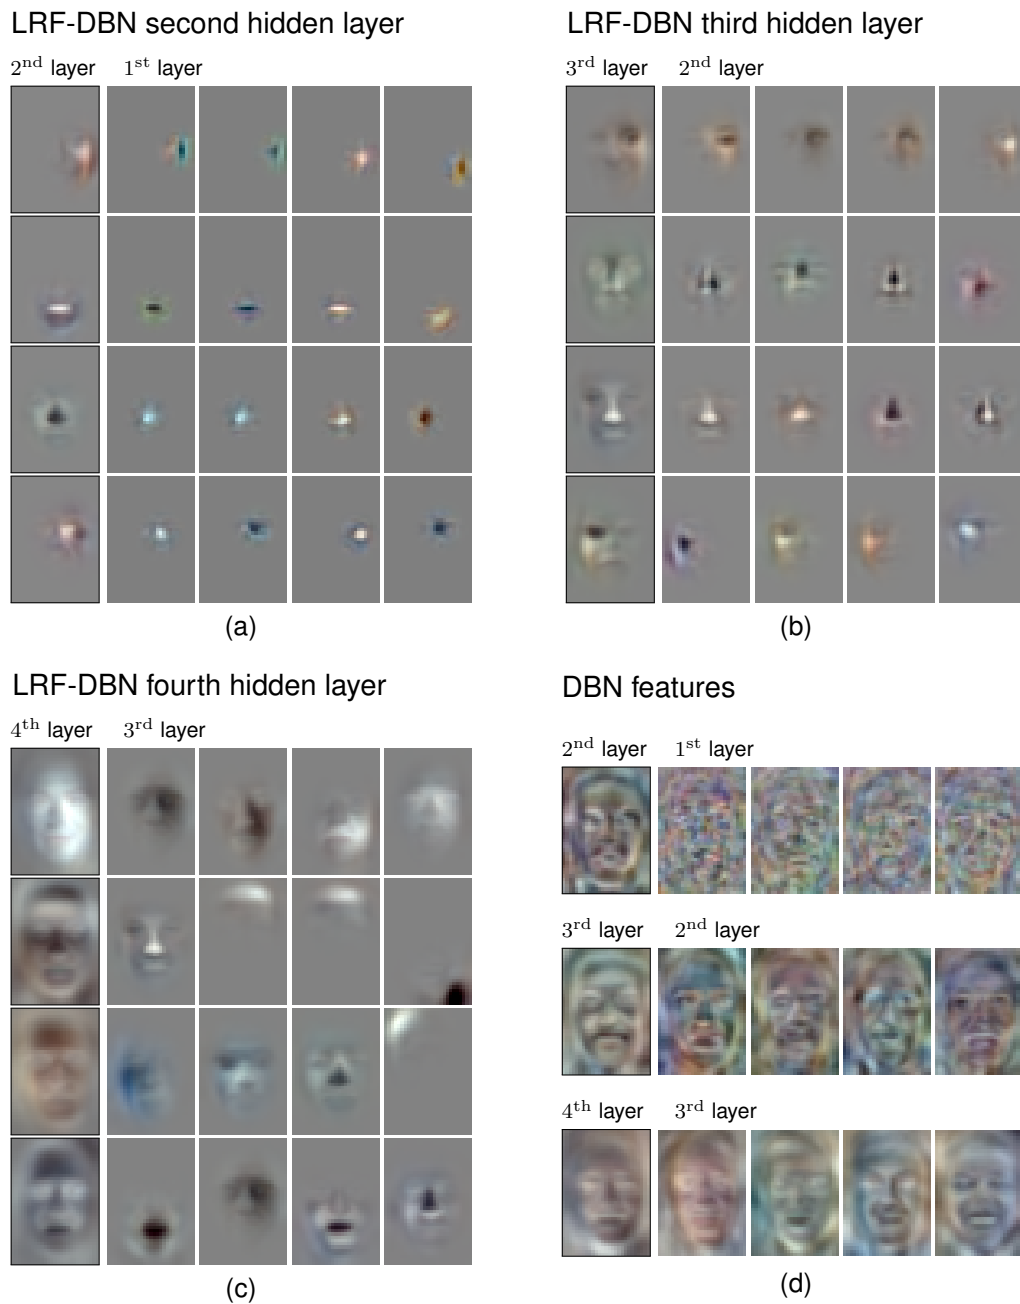 LRF-DBN second hidden layer
2nd layer 1st layer
(a)
LRF-DBN third hidden layer
3rd layer 2nd layer
(b)
LRF-DBN fourth hidden layer
4th layer 3rd layer
(c)
DBN features
2nd layer 1st layer
3rd layer 2nd layer
4th layer 3rd layer
(d)